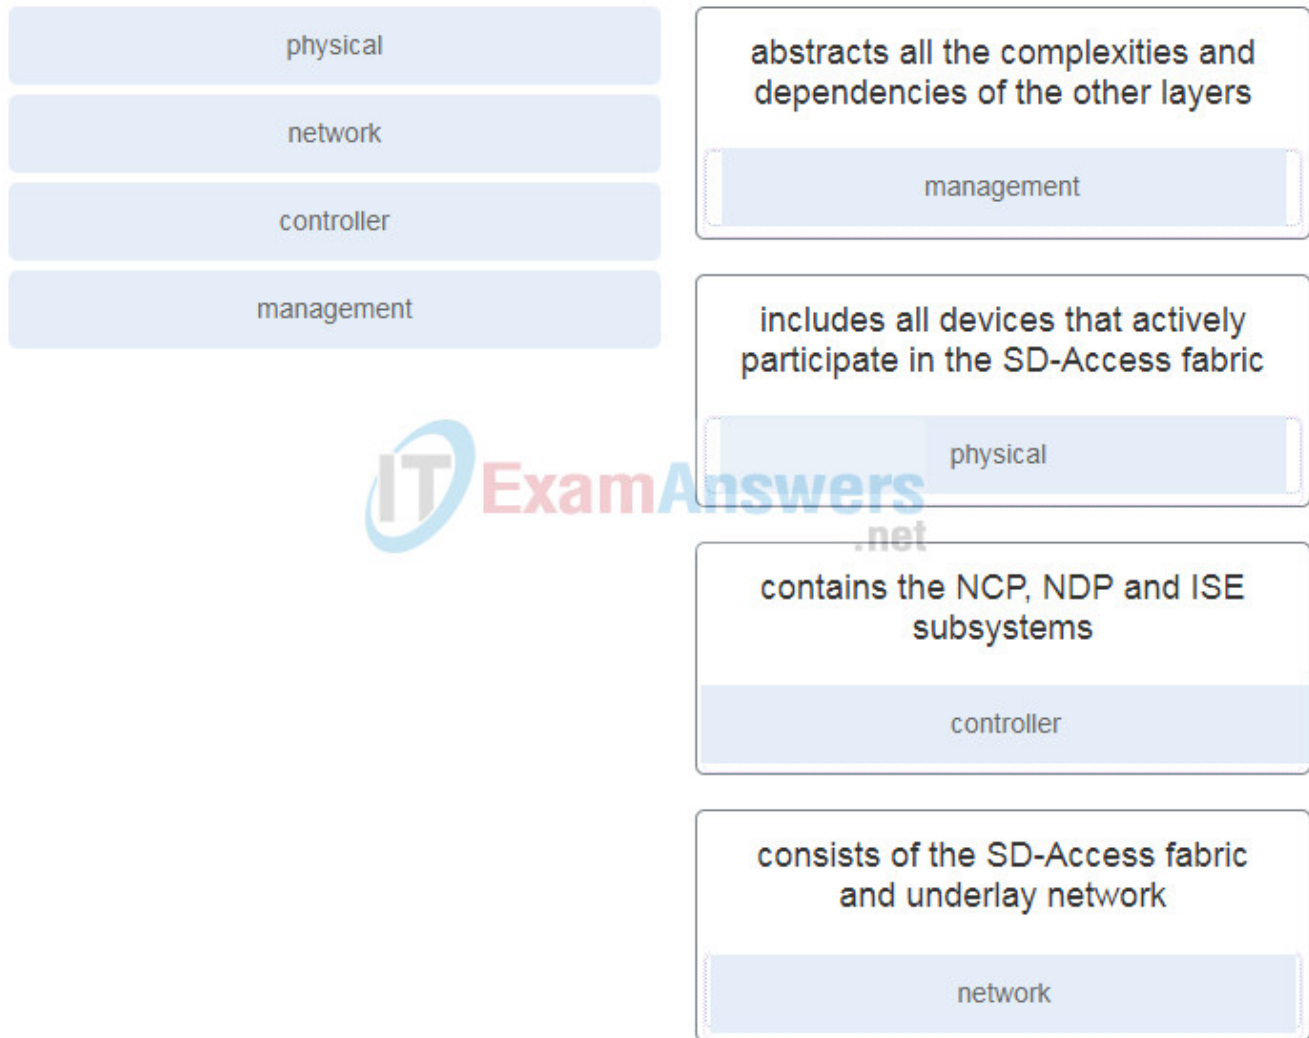 physical
network
controller
management
abstracts all the complexities and
dependencies of the other layers
management
includes all devices that actively
participate in the SD-Access fabric
physical
ITExamAnswers
.net
contains the NCP, NDP and ISE
subsystems
controller
consists of the SD-Access fabric
and underlay network
network